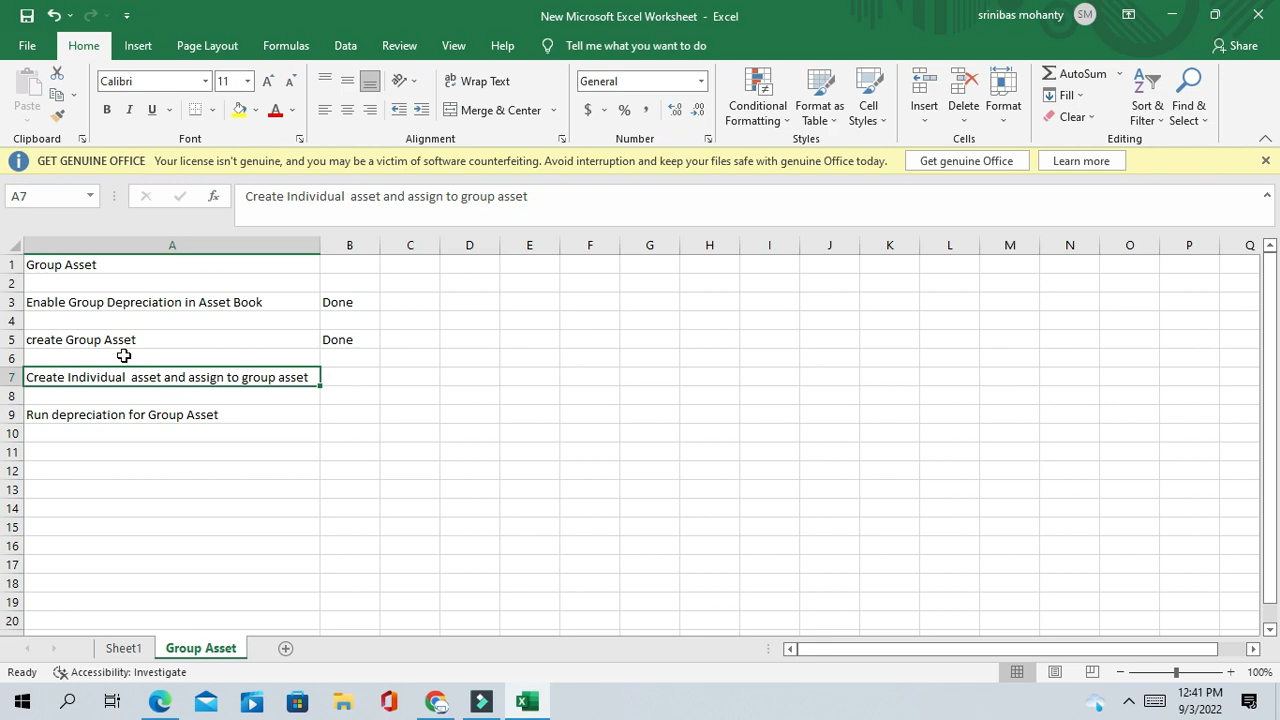 New Microsoft Excel Worksheet - Excel
srinibas mohanty
SM
File Home Insert Page Layout Formulas Data Review View Help Tell me what you want to do Share
Paste
Calibri 11
B I U
A A
Wrap Text
Merge & Center
General
$ % ,
Conditional Formatting
Format as Table
Cell Styles
Insert Delete Format
AutoSum
Fill
Clear
Sort & Filter
Find & Select
Clipboard Font Alignment Number Styles Cells Editing
GET GENUINE OFFICE Your license isn't genuine, and you may be a victim of software counterfeiting. Avoid interruption and keep your files safe with genuine Office today. Get genuine Office Learn more
A7 fx Create Individual  asset and assign to group asset
A B C D E F G H I J K L M N O P Q
1 Group Asset
2
3 Enable Group Depreciation in Asset Book Done
4
5 create Group Asset Done
6
7 Create Individual  asset and assign to group asset
8
9 Run depreciation for Group Asset
10
11
12
13
14
15
16
17
18
19
20
Sheet1 Group Asset
Ready Accessibility: Investigate 100%
12:41 PM
9/3/2022